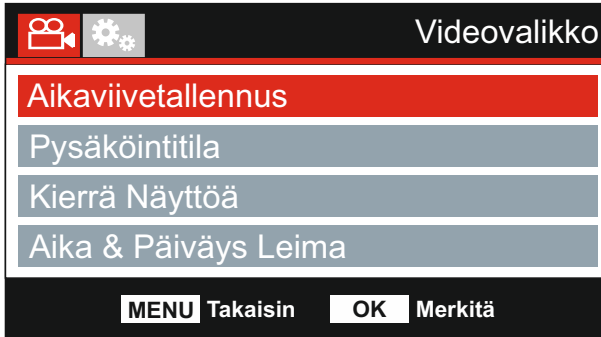 Videovalikko
Aikaviivetallennus
Pysäköintitila
Kierrä Näyttöä
Aika & Päiväys Leima
MENU Takaisin OK Merkitä